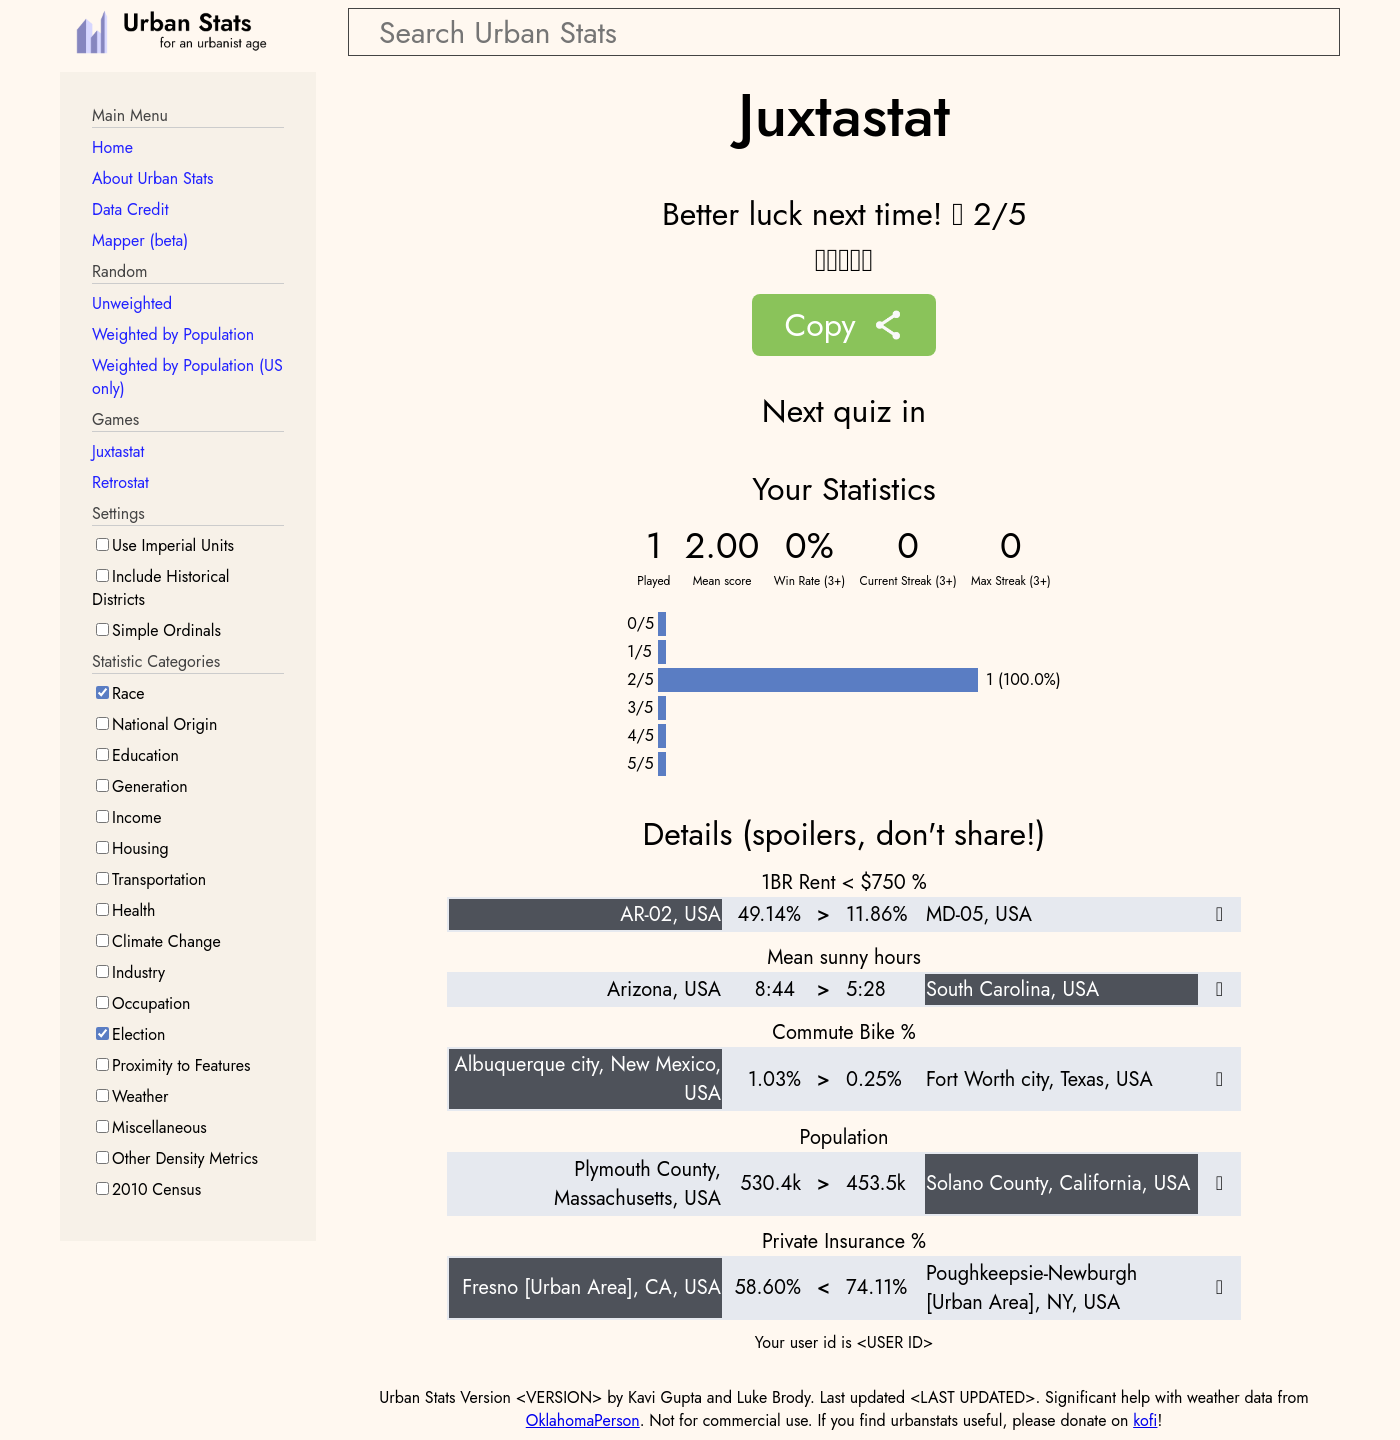 Urban Stats
for an urbanist age
Search Urban Stats
Main Menu
Home
About Urban Stats
Data Credit
Mapper (beta)
Random
Unweighted
Weighted by Population
Weighted by Population (US
only)
Games
Juxtastat
Retrostat
Settings
Use Imperial Units
Include Historical
Districts
Simple Ordinals
Statistic Categories
Race
National Origin
Education
Generation
Income
Housing
Transportation
Health
Climate Change
Industry
Occupation
Election
Proximity to Features
Weather
Miscellaneous
Other Density Metrics
2010 Census
Juxtastat
Better luck next time! 2/5
Copy
Next quiz in
Your Statistics
1 2.00 0% 0 0
Played Mean score Win Rate (3+) Current Streak (3+) Max Streak (3+)
0/5
1/5
2/5 1 (100.0%)
3/5
4/5
5/5
Details (spoilers, don't share!)
1BR Rent < $750 %
AR-02, USA 49.14% > 11.86% MD-05, USA
Mean sunny hours
Arizona, USA 8:44 > 5:28 South Carolina, USA
Commute Bike %
Albuquerque city, New Mexico,
USA 1.03% > 0.25% Fort Worth city, Texas, USA
Population
Plymouth County,
Massachusetts, USA 530.4k > 453.5k Solano County, California, USA
Private Insurance %
Fresno [Urban Area], CA, USA 58.60% < 74.11% Poughkeepsie-Newburgh
[Urban Area], NY, USA
Your user id is <USER ID>
Urban Stats Version <VERSION> by Kavi Gupta and Luke Brody. Last updated <LAST UPDATED>. Significant help with weather data from
OklahomaPerson. Not for commercial use. If you find urbanstats useful, please donate on kofi!